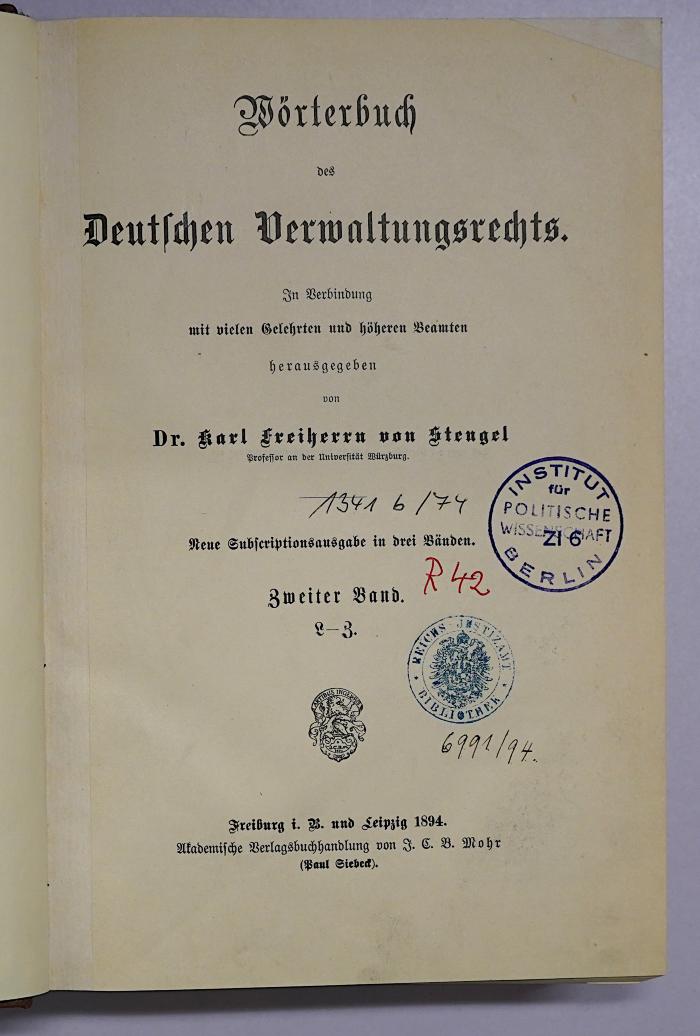 Wörterbuch
des
Deutschen Verwaltungsrechts.
In Verbindung
mit vielen Gelehrten und höheren Beamten
herausgegeben
von
Dr. Karl Freiherrn von Stengel
Professor an der Universität Würzburg.
1341 6/74
INSTITUT
für
POLITISCHE
WISSENSCHAFT
ZI 6
BERLIN
Neue Subscriptionsausgabe in drei Bänden.
Zweiter Band.
R 42
L—Z.
REICHS-JUSTIZAMT
BIBLIOTHEK
6991/94.
Freiburg i. B. und Leipzig 1894.
Akademische Verlagsbuchhandlung von J. C. B. Mohr
(Paul Siebeck).